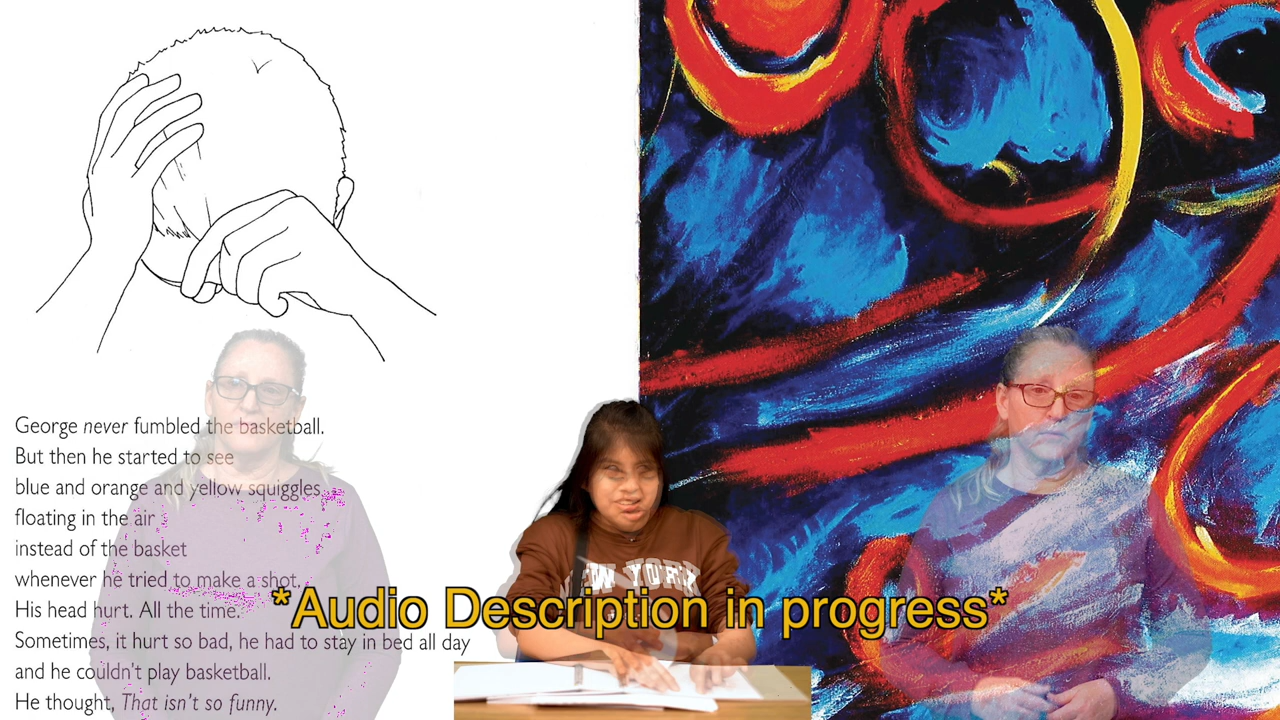 George never fumbled the basketball.
But then he started to see
blue and orange and yellow squiggles
floating in the air
instead of the basket
whenever he tried to make a shot.
His head hurt. All the time.
Sometimes, it hurt so bad, he had to stay in bed all day
and he couldn't play basketball.
He thought, That isn't so funny.
NEW YORK
*Audio Description in progress*